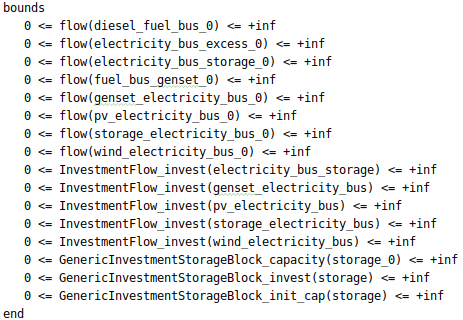 bounds
0 <= flow(diesel_fuel_bus_0) <= +inf
0 <= flow(electricity_bus_excess_0) <= +inf
0 <= flow(electricity_bus_storage_0) <= +inf
0 <= flow(fuel_bus_genset_0) <= +inf
0 <= flow(genset_electricity_bus_0) <= +inf
0 <= flow(pv_electricity_bus_0) <= +inf
0 <= flow(storage_electricity_bus_0) <= +inf
0 <= flow(wind_electricity_bus_0) <= +inf
0 <= InvestmentFlow_invest(electricity_bus_storage) <= +inf
0 <= InvestmentFlow_invest(genset_electricity_bus) <= +inf
0 <= InvestmentFlow_invest(pv_electricity_bus) <= +inf
0 <= InvestmentFlow_invest(storage_electricity_bus) <= +inf
0 <= InvestmentFlow_invest(wind_electricity_bus) <= +inf
0 <= GenericInvestmentStorageBlock_capacity(storage_0) <= +inf
0 <= GenericInvestmentStorageBlock_invest(storage) <= +inf
0 <= GenericInvestmentStorageBlock_init_cap(storage) <= +inf
end